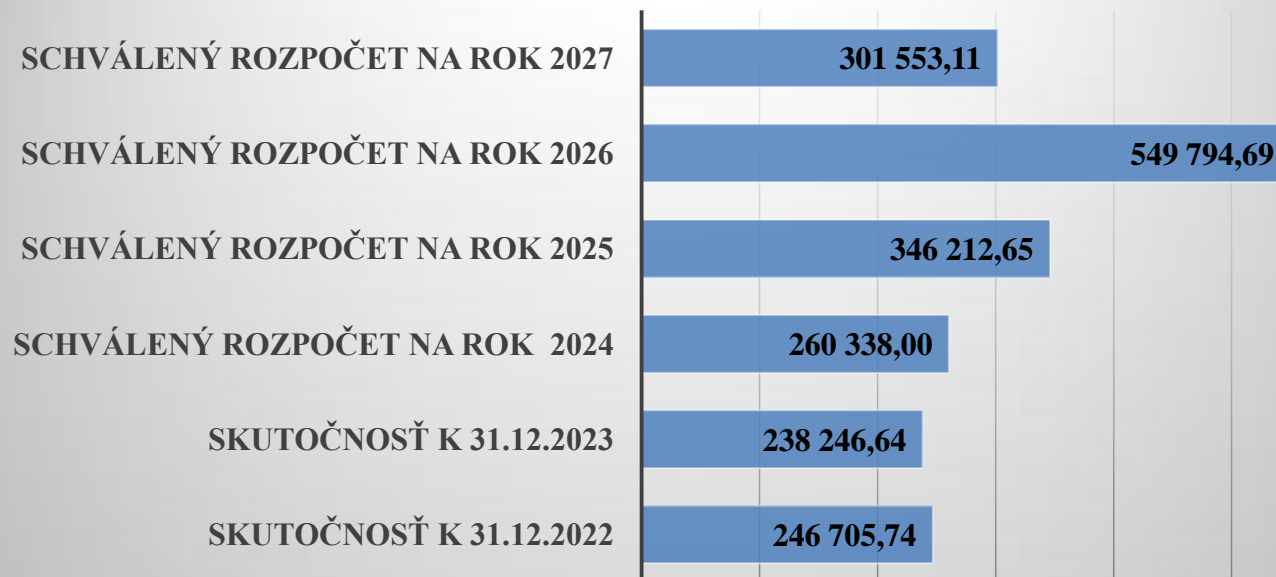 SCHVÁLENÝ ROZPOČET NA ROK 2027 301 553,11
SCHVÁLENÝ ROZPOČET NA ROK 2026 549 794,69
SCHVÁLENÝ ROZPOČET NA ROK 2025 346 212,65
SCHVÁLENÝ ROZPOČET NA ROK 2024 260 338,00
SKUTOČNOSŤ K 31.12.2023 238 246,64
SKUTOČNOSŤ K 31.12.2022 246 705,74